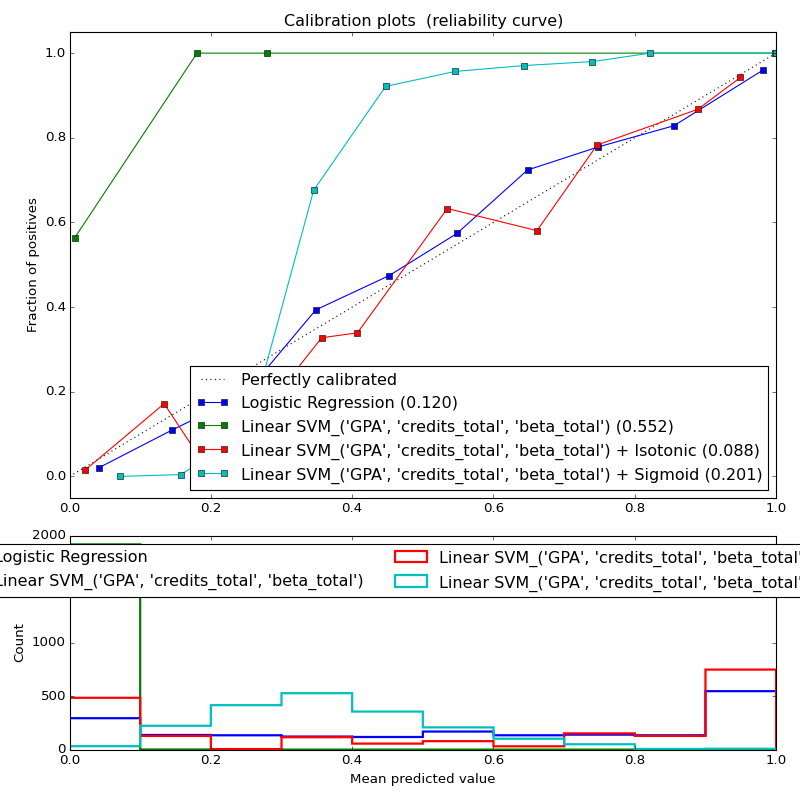 Calibration plots  (reliability curve)
1.0
0.8
0.6
0.4
0.2
0.0
Fraction of positives
Perfectly calibrated
Logistic Regression (0.120)
Linear SVM_('GPA', 'credits_total', 'beta_total') (0.552)
Linear SVM_('GPA', 'credits_total', 'beta_total') + Isotonic (0.088)
Linear SVM_('GPA', 'credits_total', 'beta_total') + Sigmoid (0.201)
0.0 0.2 0.4 0.6 0.8 1.0
2000
Logistic Regression
Linear SVM_('GPA', 'credits_total', 'beta_total')
Linear SVM_('GPA', 'credits_total', 'beta_total'
Linear SVM_('GPA', 'credits_total', 'beta_total'
1000
500
0
Count
0.0 0.2 0.4 0.6 0.8 1.0
Mean predicted value